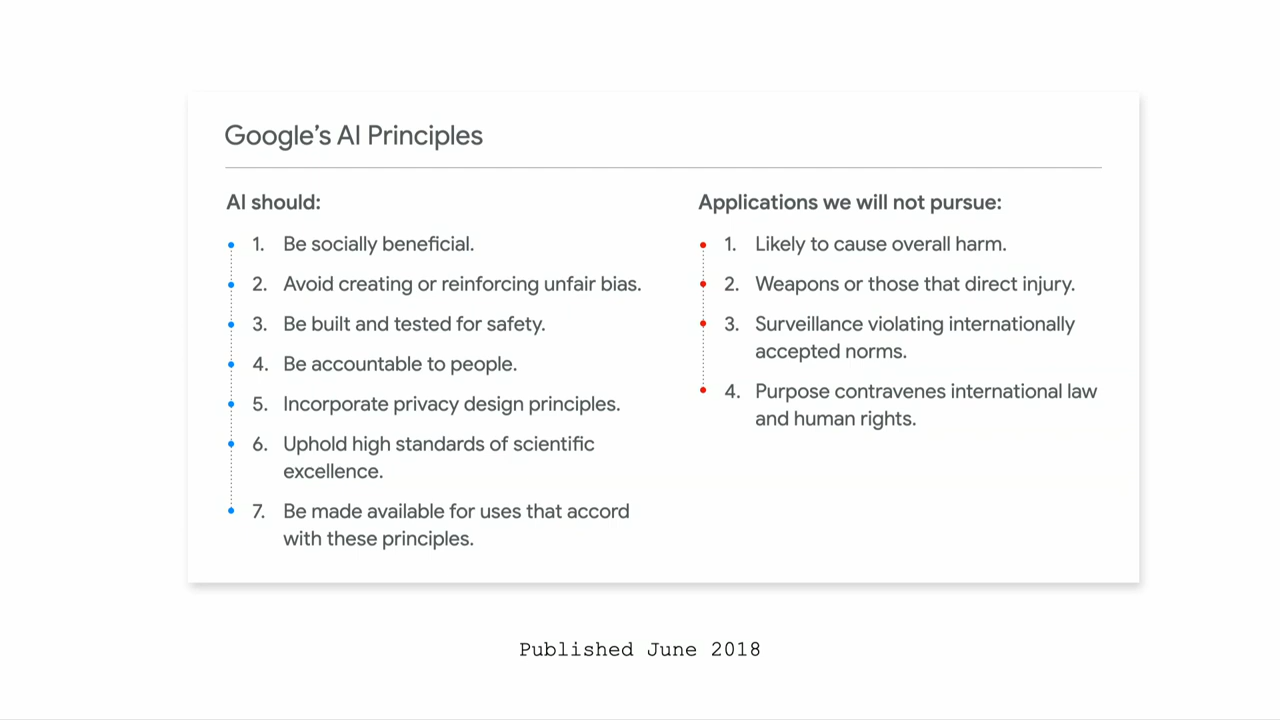 Google's AI Principles
AI should:
1. Be socially beneficial.
2. Avoid creating or reinforcing unfair bias.
3. Be built and tested for safety.
4. Be accountable to people.
5. Incorporate privacy design principles.
6. Uphold high standards of scientific
excellence.
7. Be made available for uses that accord
with these principles.
Applications we will not pursue:
1. Likely to cause overall harm.
2. Weapons or those that direct injury.
3. Surveillance violating internationally
accepted norms.
4. Purpose contravenes international law
and human rights.
Published June 2018